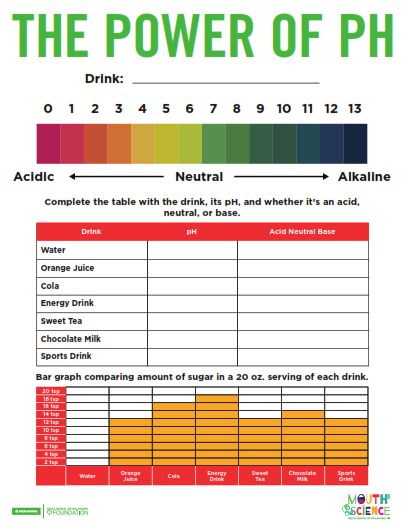 THE POWER OF PH
Drink:
0 1 2 3 4 5 6 7 8 9 10 11 12 13
Acidic Neutral Alkaline
Complete the table with the drink, its pH, and whether it's an acid,
neutral, or base.
Drink pH Acid Neutral Base
Water
Orange Juice
Cola
Energy Drink
Sweet Tea
Chocolate Milk
Sports Drink
Bar graph comparing amount of sugar in a 20 oz. serving of each drink.
20 tsp
18 tsp
16 tsp
14 tsp
12 tsp
10 tsp
8 tsp
6 tsp
4 tsp
2 tsp
Water Orange Juice Cola Energy Drink Sweet Tea Chocolate Milk Sports Drink
FOUNDATION
MOUTH
SCIENCE